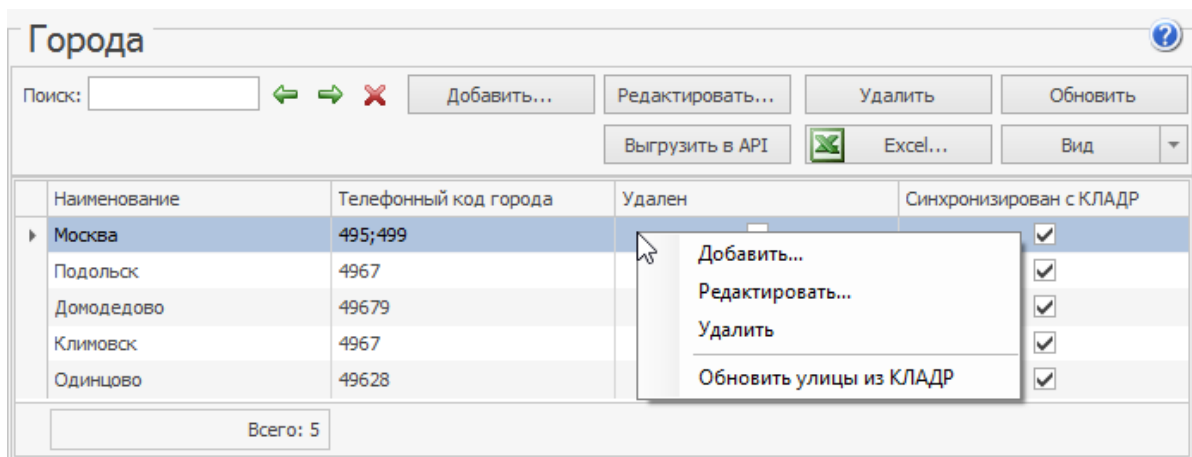 Города
Поиск: Добавить... Редактировать... Удалить Обновить
Выгрузить в API Excel... Вид
Наименование Телефонный код города Удален Синхронизирован с КЛАДР
Москва 495;499
Подольск 4967
Домодедово 49679
Климовск 4967
Одинцово 49628
Добавить...
Редактировать...
Удалить
Обновить улицы из КЛАДР
Всего: 5